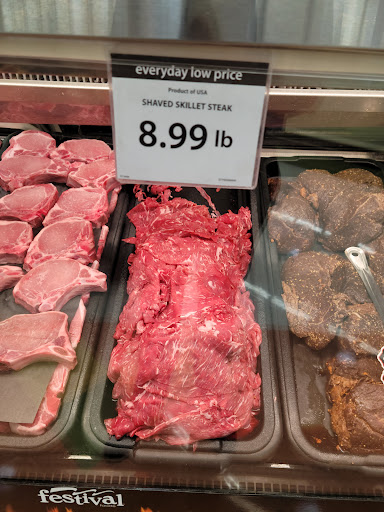 everyday low price
Product of USA
SHAVED SKILLET STEAK
8.99 lb
festival